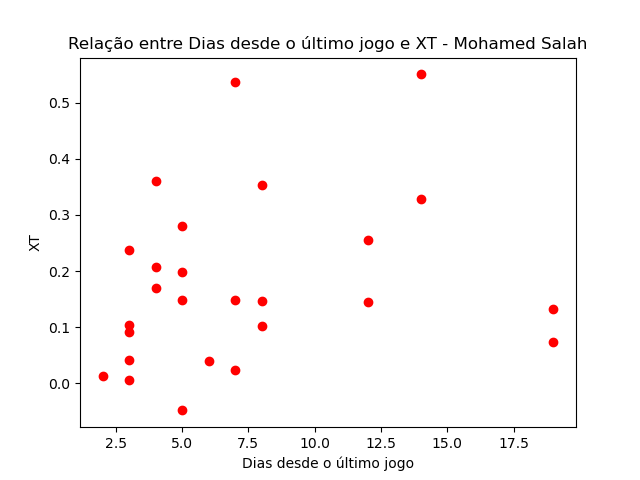 Relação entre Dias desde o último jogo e XT - Mohamed Salah
0.5
0.4
0.3
0.2
0.1
0.0
XT
2.5 5.0 7.5 10.0 12.5 15.0 17.5
Dias desde o último jogo